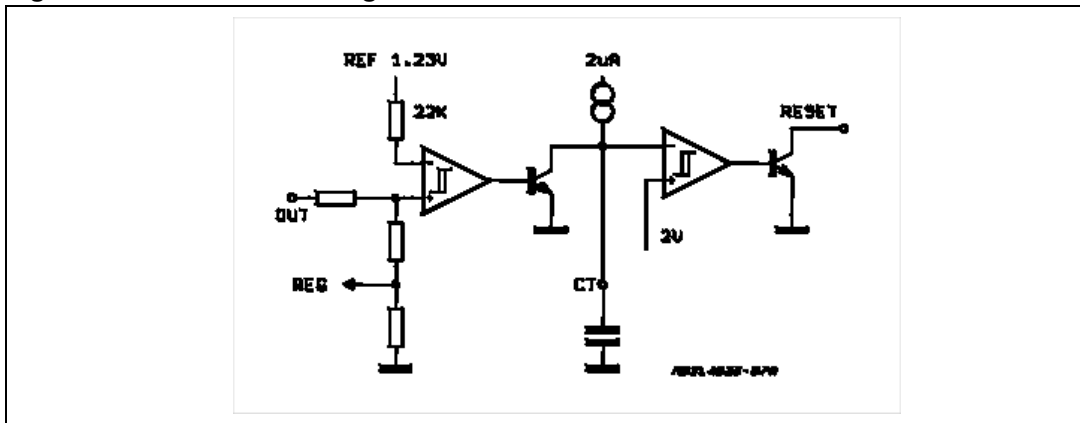 REF 1.23V
2uA
22K
RESET
OUT
2V
REG
CT